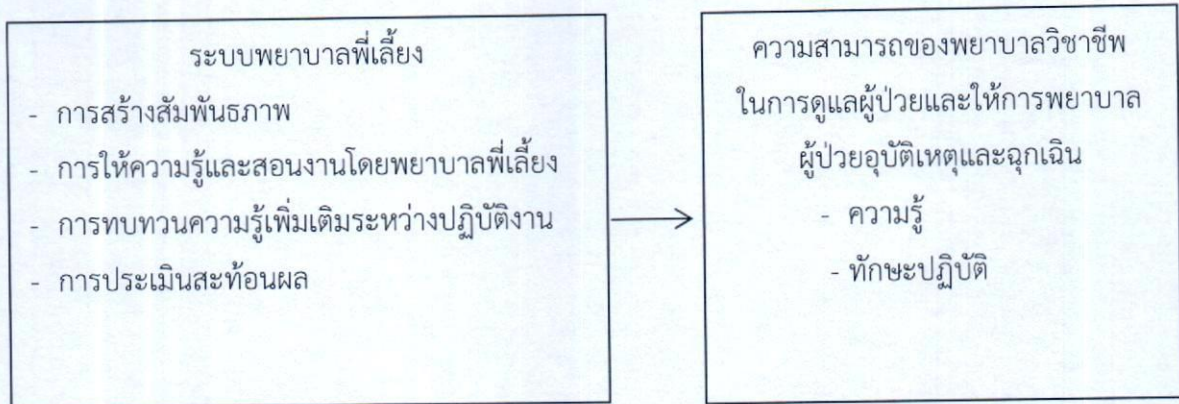 ระบบพยาบาลพี่เลี้ยง
- การสร้างสัมพันธภาพ
- การให้ความรู้และสอนงานโดยพยาบาลพี่เลี้ยง
- การทบทวนความรู้เพิ่มเติมระหว่างปฏิบัติงาน
- การประเมินสะท้อนผล
ความสามารถของพยาบาลวิชาชีพ
ในการดูแลผู้ป่วยและให้การพยาบาล
ผู้ป่วยอุบัติเหตุและฉุกเฉิน
- ความรู้
- ทักษะปฏิบัติ